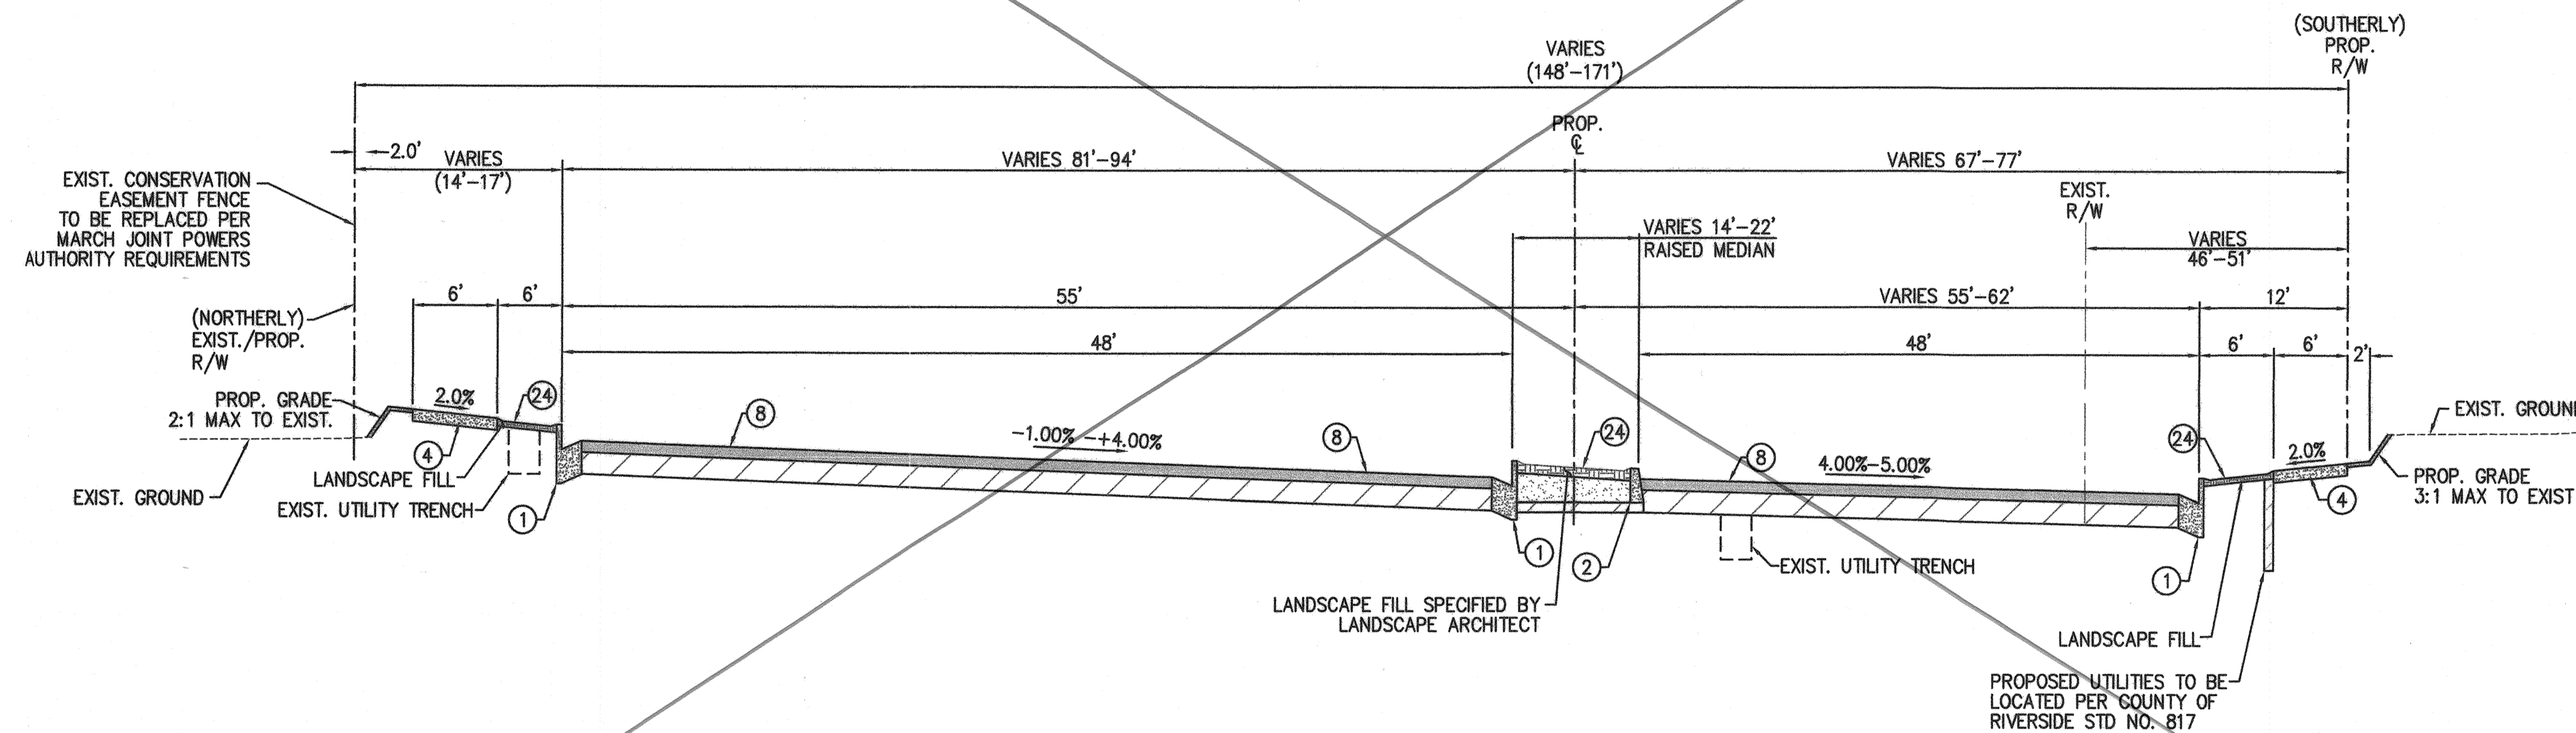 (SOUTHERLY)
PROP.
R/W
VARIES
(148'-171')
PROP.
℄
2.0'
VARIES
(14'-17')
VARIES 81'-94'
VARIES 67'-77'
EXIST. CONSERVATION
EASEMENT FENCE
TO BE REPLACED PER
MARCH JOINT POWERS
AUTHORITY REQUIREMENTS
EXIST.
R/W
VARIES 14'-22'
RAISED MEDIAN
VARIES
46'-51'
6'
6'
55'
VARIES 55'-62'
12'
(NORTHERLY)
EXIST./PROP.
R/W
48'
48'
6'
6'
2'
PROP. GRADE
2:1 MAX TO EXIST.
2.0%
24
8
-1.00% -+4.00%
8
24
8
4.00%-5.00%
24
2.0%
EXIST. GROUND
4
LANDSCAPE FILL
EXIST. GROUND
EXIST. UTILITY TRENCH
1
1
2
EXIST. UTILITY TRENCH
1
4
PROP. GRADE
3:1 MAX TO EXIST
LANDSCAPE FILL SPECIFIED BY
LANDSCAPE ARCHITECT
LANDSCAPE FILL
PROPOSED UTILITIES TO BE
LOCATED PER COUNTY OF
RIVERSIDE STD NO. 817